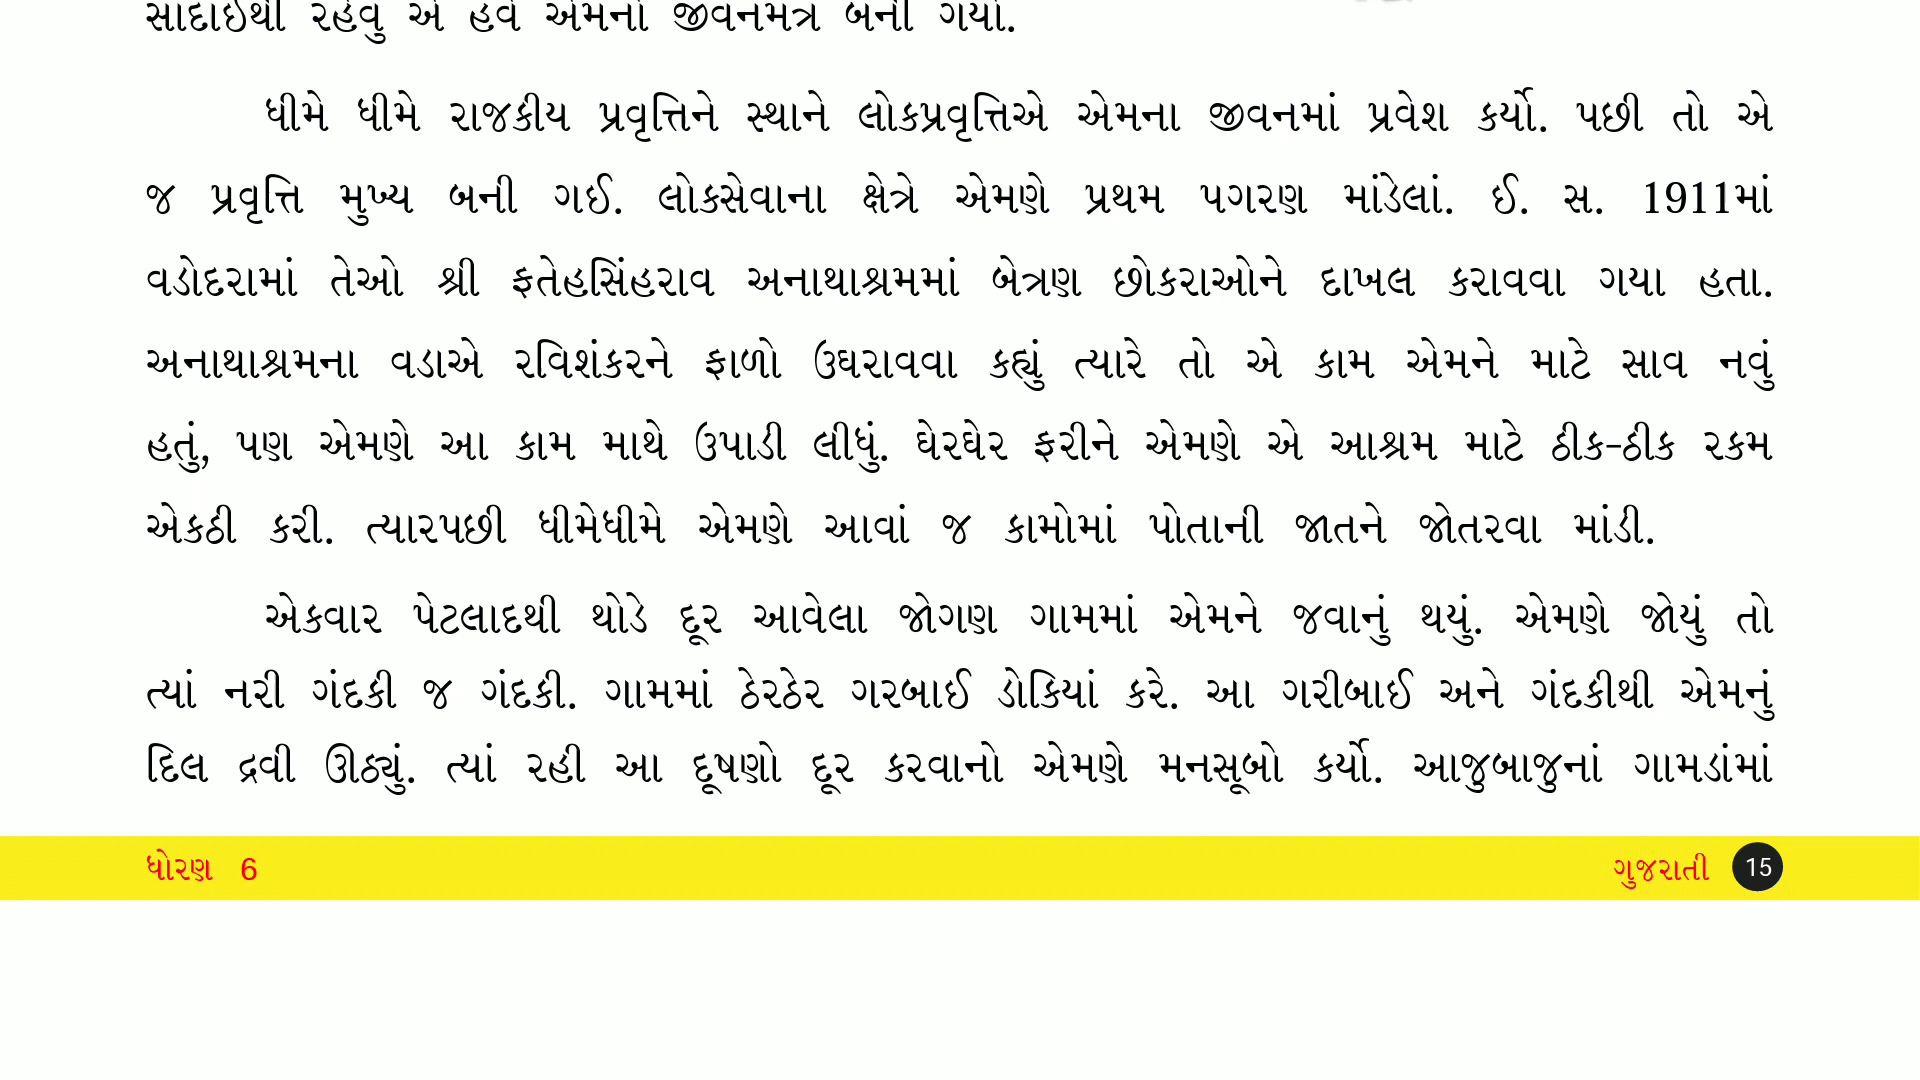 સાદાઈથી રહેવું એ હવે એમનો જીવનમંત્ર બની ગયો.
ધીમે ધીમે રાજકીય પ્રવૃત્તિને સ્થાને લોકપ્રવૃત્તિએ એમના જીવનમાં પ્રવેશ કર્યો. પછી તો એ
જ પ્રવૃત્તિ મુખ્ય બની ગઈ. લોકસેવાના ક્ષેત્રે એમણે પ્રથમ પગરણ માંડેલાં. ઈ. સ. 1911માં
વડોદરામાં તેઓ શ્રી ફતેહસિંહરાવ અનાથાશ્રમમાં બેત્રણ છોકરાઓને દાખલ કરાવવા ગયા હતા.
અનાથાશ્રમના વડાએ રવિશંકરને ફાળો ઉઘરાવવા કહ્યું ત્યારે તો એ કામ એમને માટે સાવ નવું
હતું, પણ એમણે આ કામ માથે ઉપાડી લીધું. ઘેરઘેર ફરીને એમણે એ આશ્રમ માટે ઠીક-ઠીક રકમ
એકઠી કરી. ત્યારપછી ધીમેધીમે એમણે આવાં જ કામોમાં પોતાની જાતને જોતરવા માંડી.
એકવાર પેટલાદથી થોડે દૂર આવેલા જોગણ ગામમાં એમને જવાનું થયું. એમણે જોયું તો
ત્યાં નરી ગંદકી જ ગંદકી. ગામમાં ઠેરઠેર ગરબાઈ ડોકિયાં કરે. આ ગરીબાઈ અને ગંદકીથી એમનું
દિલ દ્રવી ઊઠ્યું. ત્યાં રહી આ દૂષણો દૂર કરવાનો એમણે મનસૂબો કર્યો. આજુબાજુનાં ગામડાંમાં
ધોરણ 6
ગુજરાતી 15